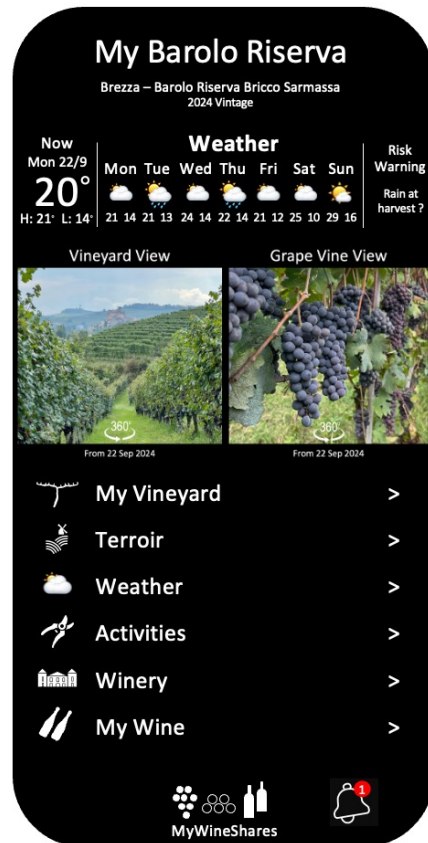 My Barolo Riserva
Brezza – Barolo Riserva Bricco Sarmassa
2024 Vintage
Now
Mon 22/9
20°
H: 21° L: 14°
Weather
Mon Tue Wed Thu Fri Sat Sun
21 14 21 13 24 14 22 14 21 12 25 10 29 16
Risk
Warning
Rain at
harvest ?
Vineyard View
Grape Vine View
360°
360°
From 22 Sep 2024
From 22 Sep 2024
My Vineyard >
Terroir >
Weather >
Activities >
Winery >
My Wine >
1
MyWineShares